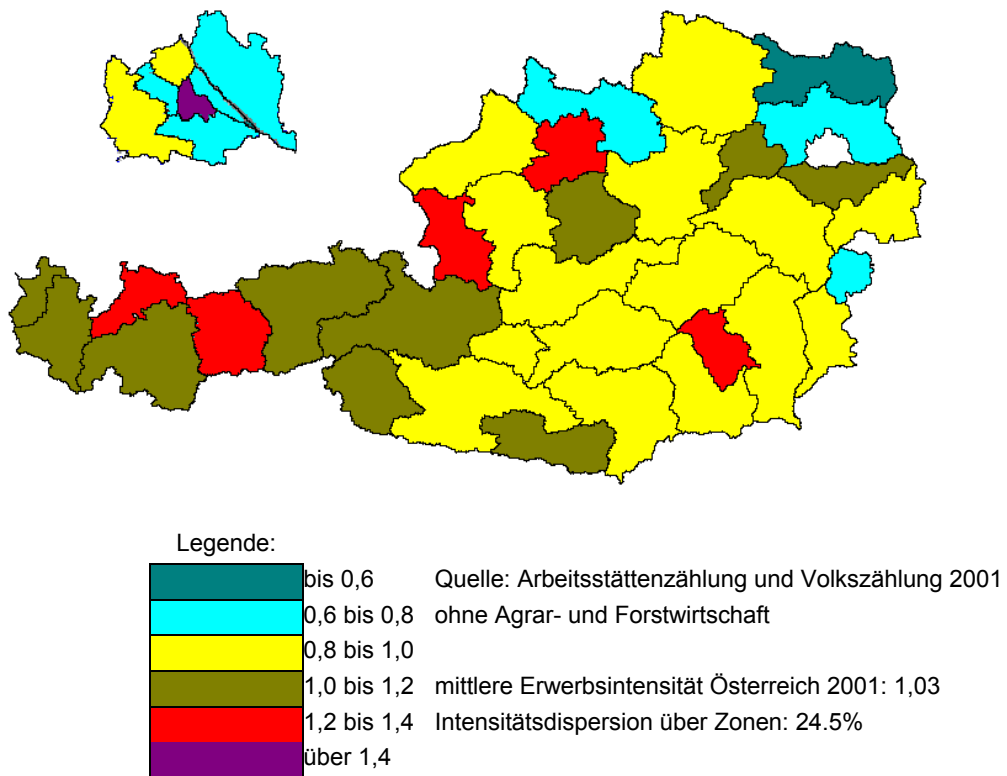 Legende:
bis 0,6 Quelle: Arbeitsstättenzählung und Volkszählung 2001
0,6 bis 0,8 ohne Agrar- und Forstwirtschaft
0,8 bis 1,0
1,0 bis 1,2 mittlere Erwerbsintensität Österreich 2001: 1,03
1,2 bis 1,4 Intensitätsdispersion über Zonen: 24.5%
über 1,4